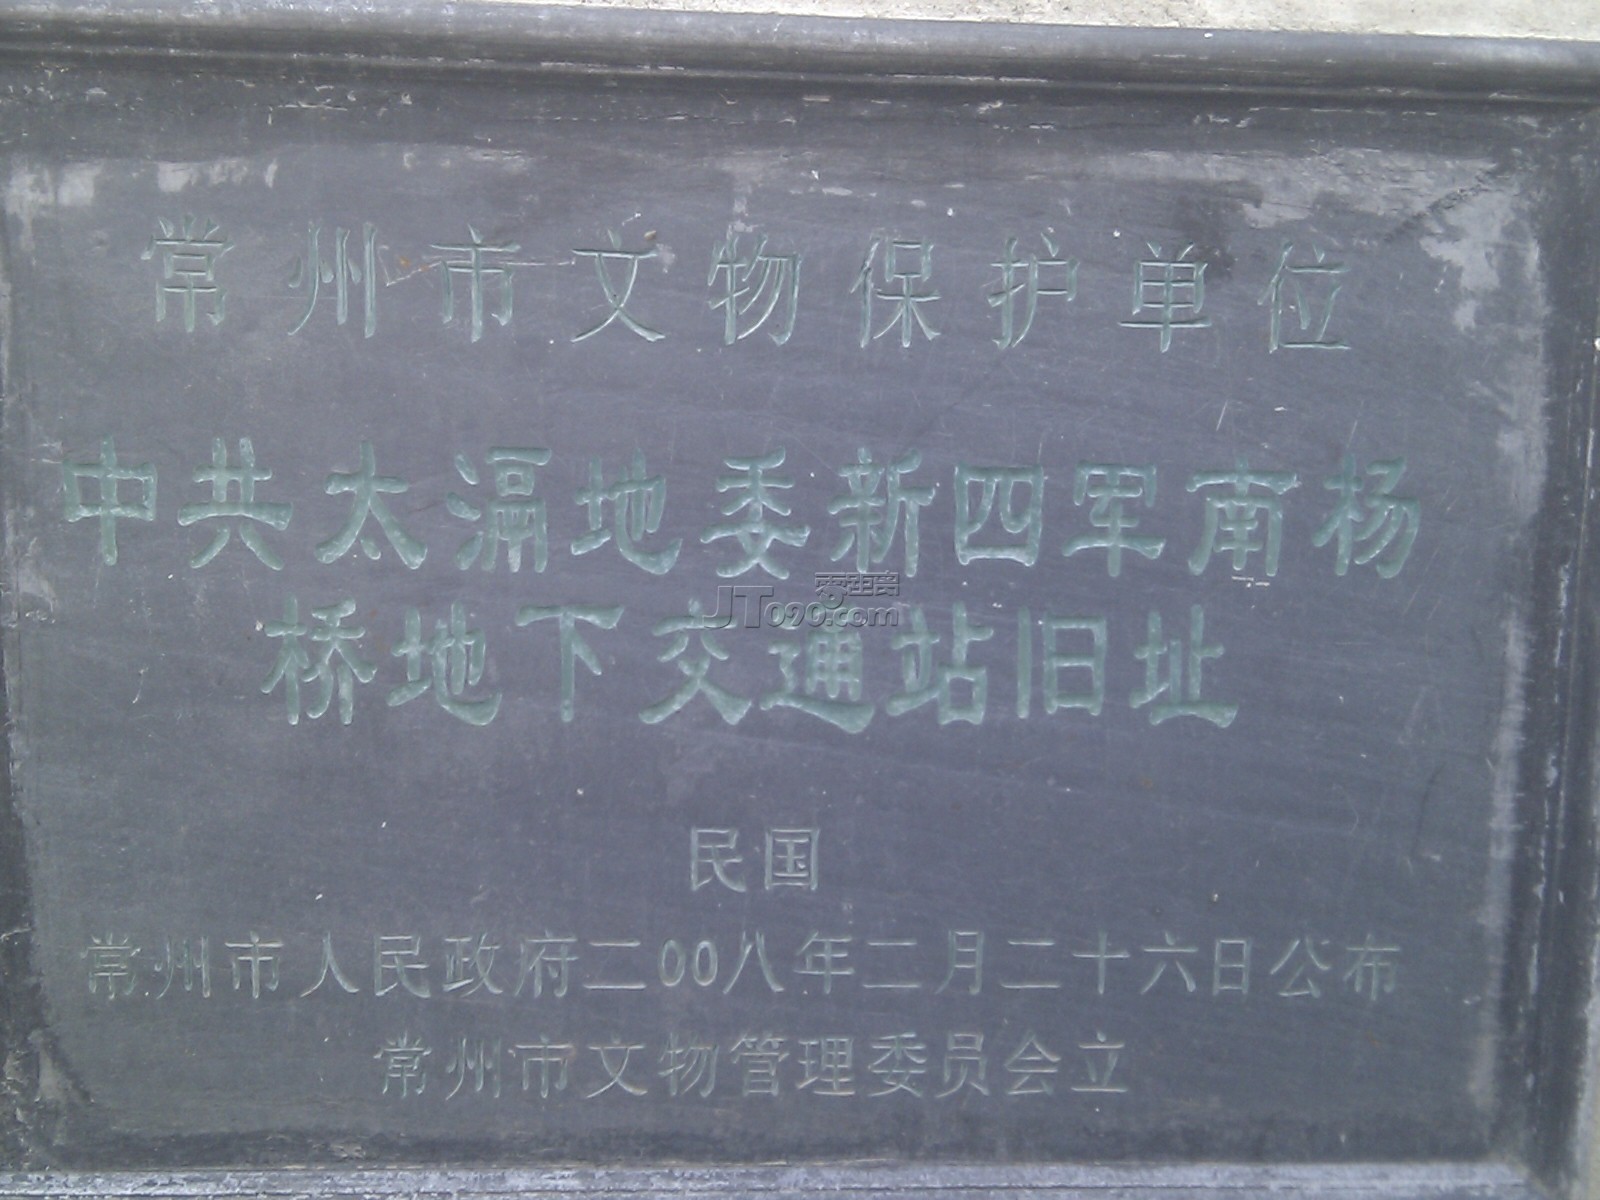 常州市文物保护单位
中共太滆地委新四军南杨
桥地下交通站旧址
民国
常州市人民政府二00八年二月二十六日公布
常州市文物管理委员会立
JT090.com